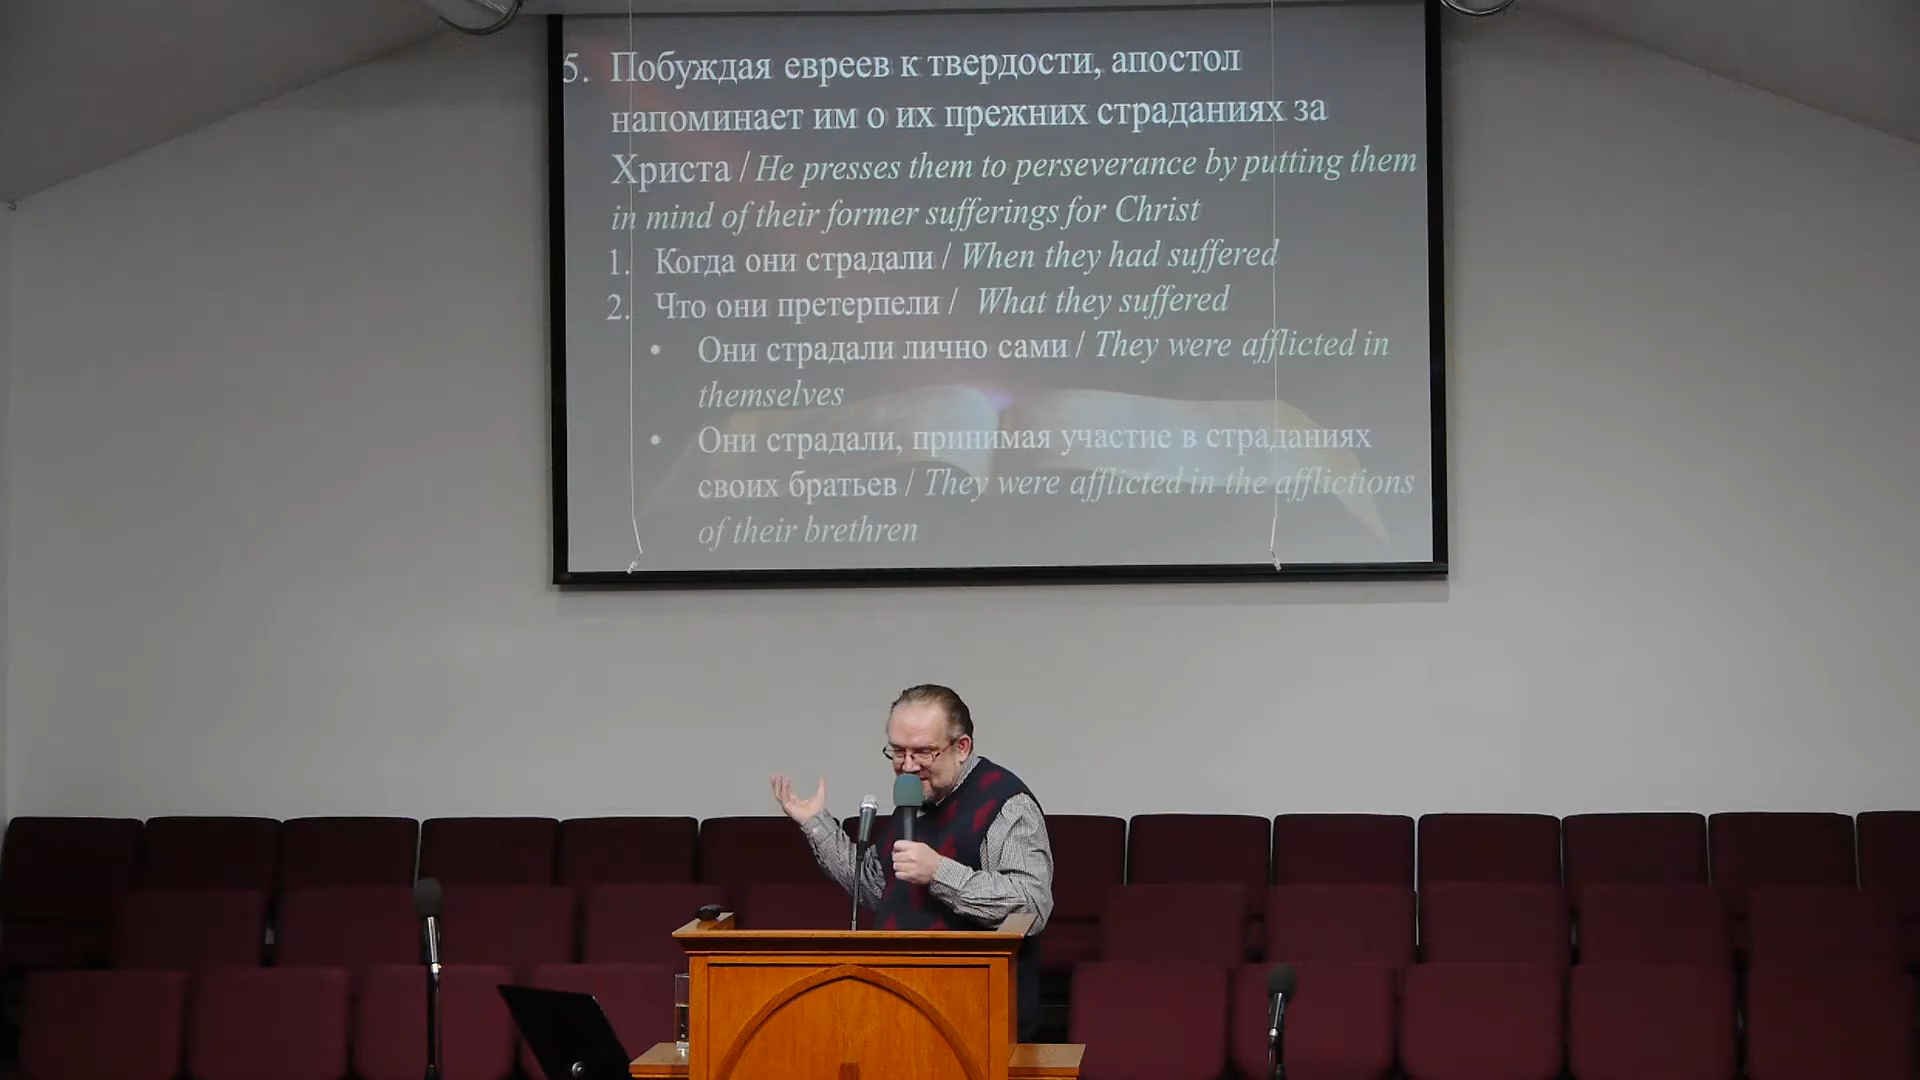 5. Побуждая евреев к твердости, апостол
напоминает им о их прежних страданиях за
Христа / He presses them to perseverance by putting them
in mind of their former sufferings for Christ
1. Когда они страдали / When they had suffered
2. Что они претерпели / What they suffered
• Они страдали лично сами / They were afflicted in
themselves
• Они страдали, принимая участие в страданиях
своих братьев / They were afflicted in the afflictions
of their brethren